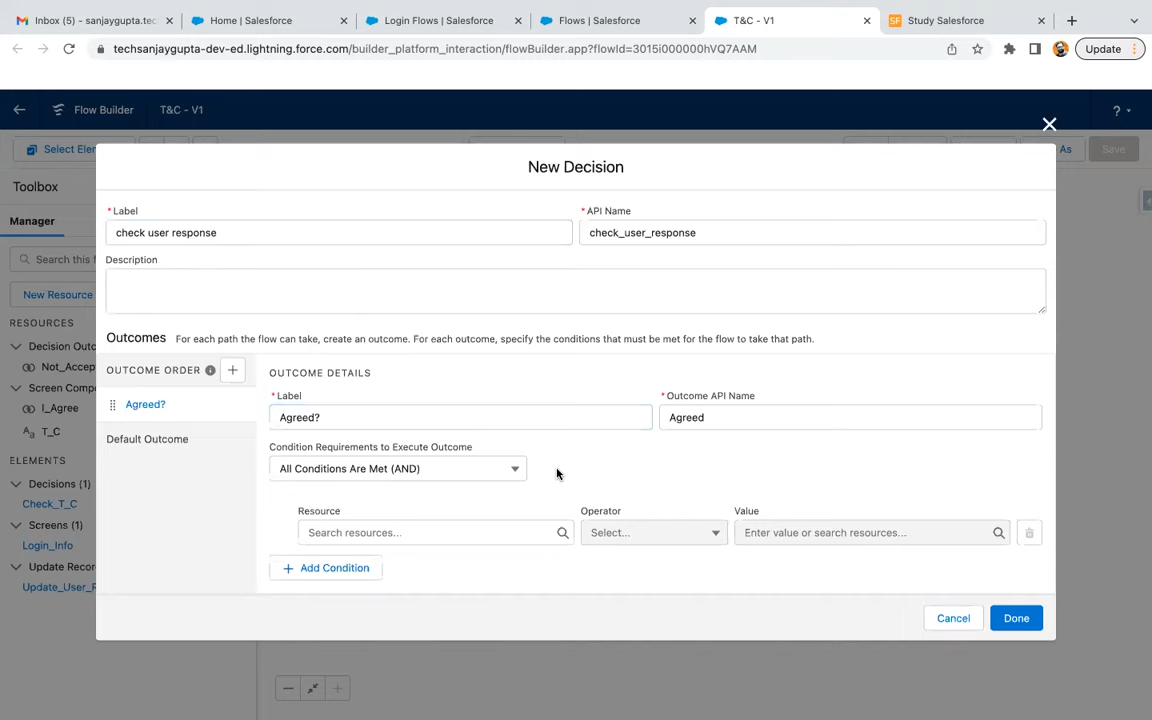 Inbox (5) - sanjaygupta.tec
Home | Salesforce
Login Flows | Salesforce
Flows | Salesforce
T&C - V1
SF
Study Salesforce
techsanjaygupta-dev-ed.lightning.force.com/builder_platform_interaction/flowBuilder.app?flowId=3015i000000hVQ7AAM
Update
Flow Builder
T&C - V1
?
Select Ele
As
Save
Toolbox
Manager
Search this f
New Resource
RESOURCES
Decision Outc
Not_Accep
Screen Compo
I_Agree
Aa T_C
ELEMENTS
Decisions (1)
Check_T_C
Screens (1)
Login_Info
Update Recor
Update_User_R
New Decision
* Label
* API Name
check user response
check_user_response
Description
Outcomes For each path the flow can take, create an outcome. For each outcome, specify the conditions that must be met for the flow to take that path.
OUTCOME ORDER
Agreed?
Default Outcome
OUTCOME DETAILS
* Label
* Outcome API Name
Agreed?
Agreed
Condition Requirements to Execute Outcome
All Conditions Are Met (AND)
Resource
Operator
Value
Search resources...
Select...
Enter value or search resources...
+ Add Condition
Cancel
Done